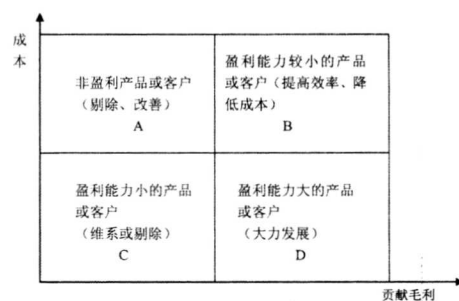 成
本
非盈利产品或客户
（剔除、改善）
A
盈利能力较小的产品
或客户（提高效率、降
低成本）
B
盈利能力小的产品
或客户
（维系或剔除）
C
盈利能力大的产品
或客户
（大力发展）
D
贡献毛利